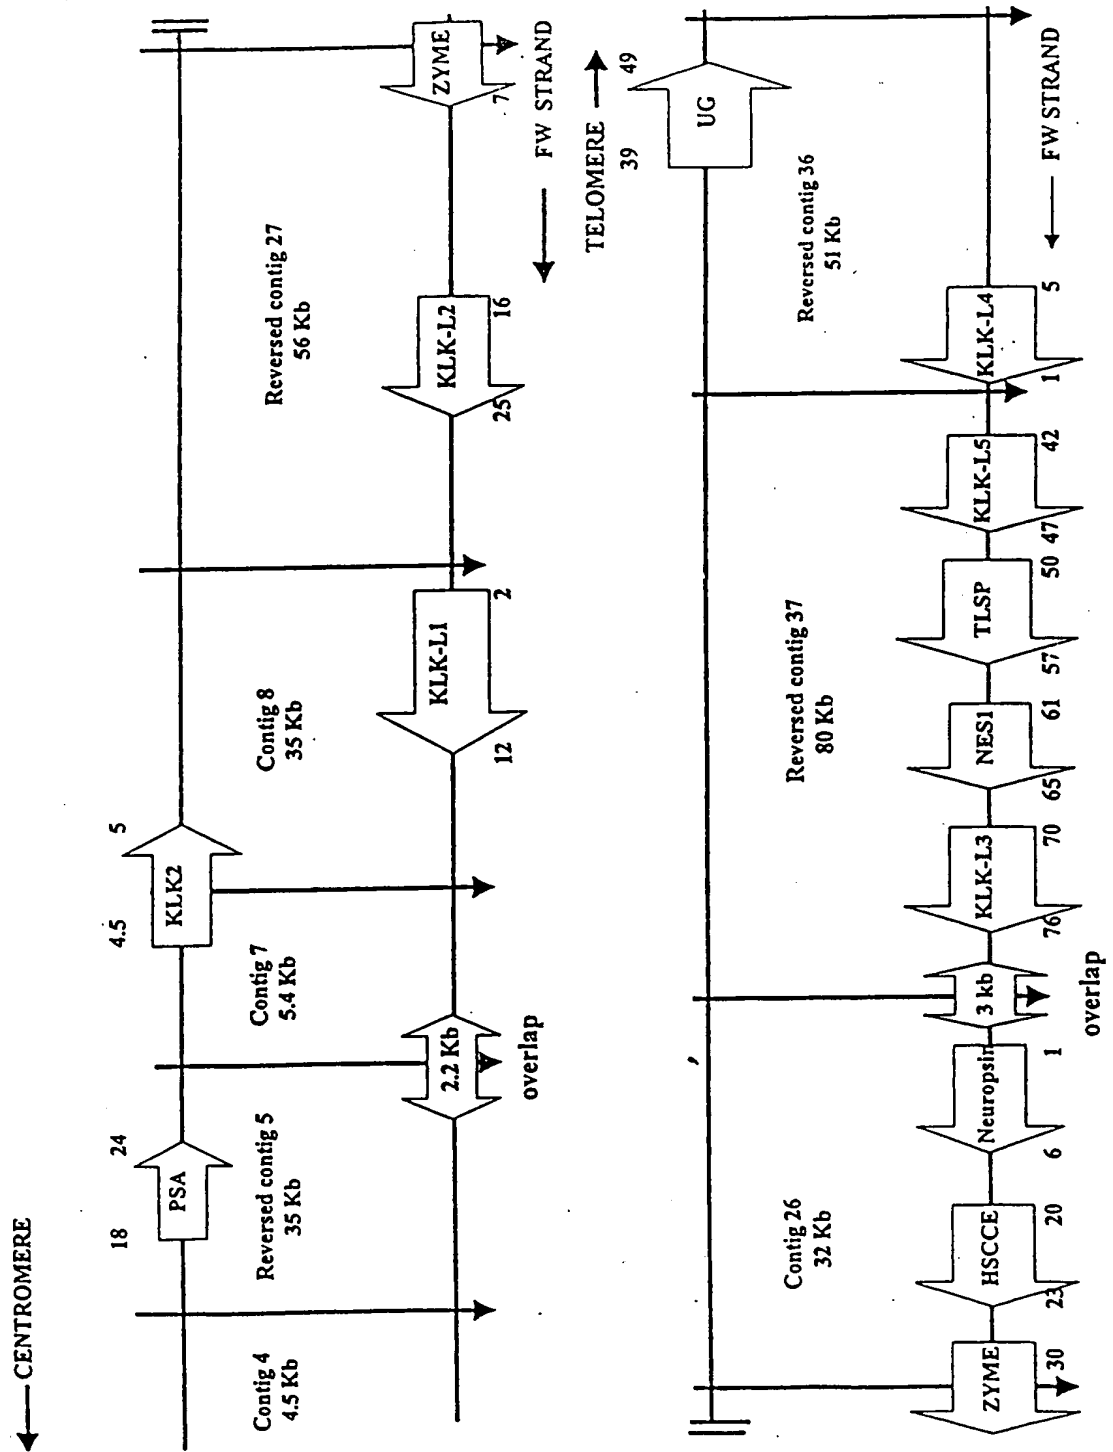 CENTROMERE
18
24
4.5
5
PSA
KLK2
Contig 4
4.5 Kb
Reversed contig 5
35 Kb
Contig 7
5.4 Kb
Contig 8
35 Kb
Reversed contig 27
56 Kb
2.2 Kb
KLK-L1
KLK-L2
ZYME
12
2
25
16
7
overlap
FW STRAND
TELOMERE
39
49
UG
Contig 26
32 Kb
Reversed contig 37
80 Kb
Reversed contig 36
51 Kb
ZYME
HSCCE
Neuropsin
3 kb
KLK-L3
NES1
TLSP
KLK-L5
KLK-L4
30
23
20
6
1
76
70
65
61
57
50
47
42
1
5
overlap
FW STRAND